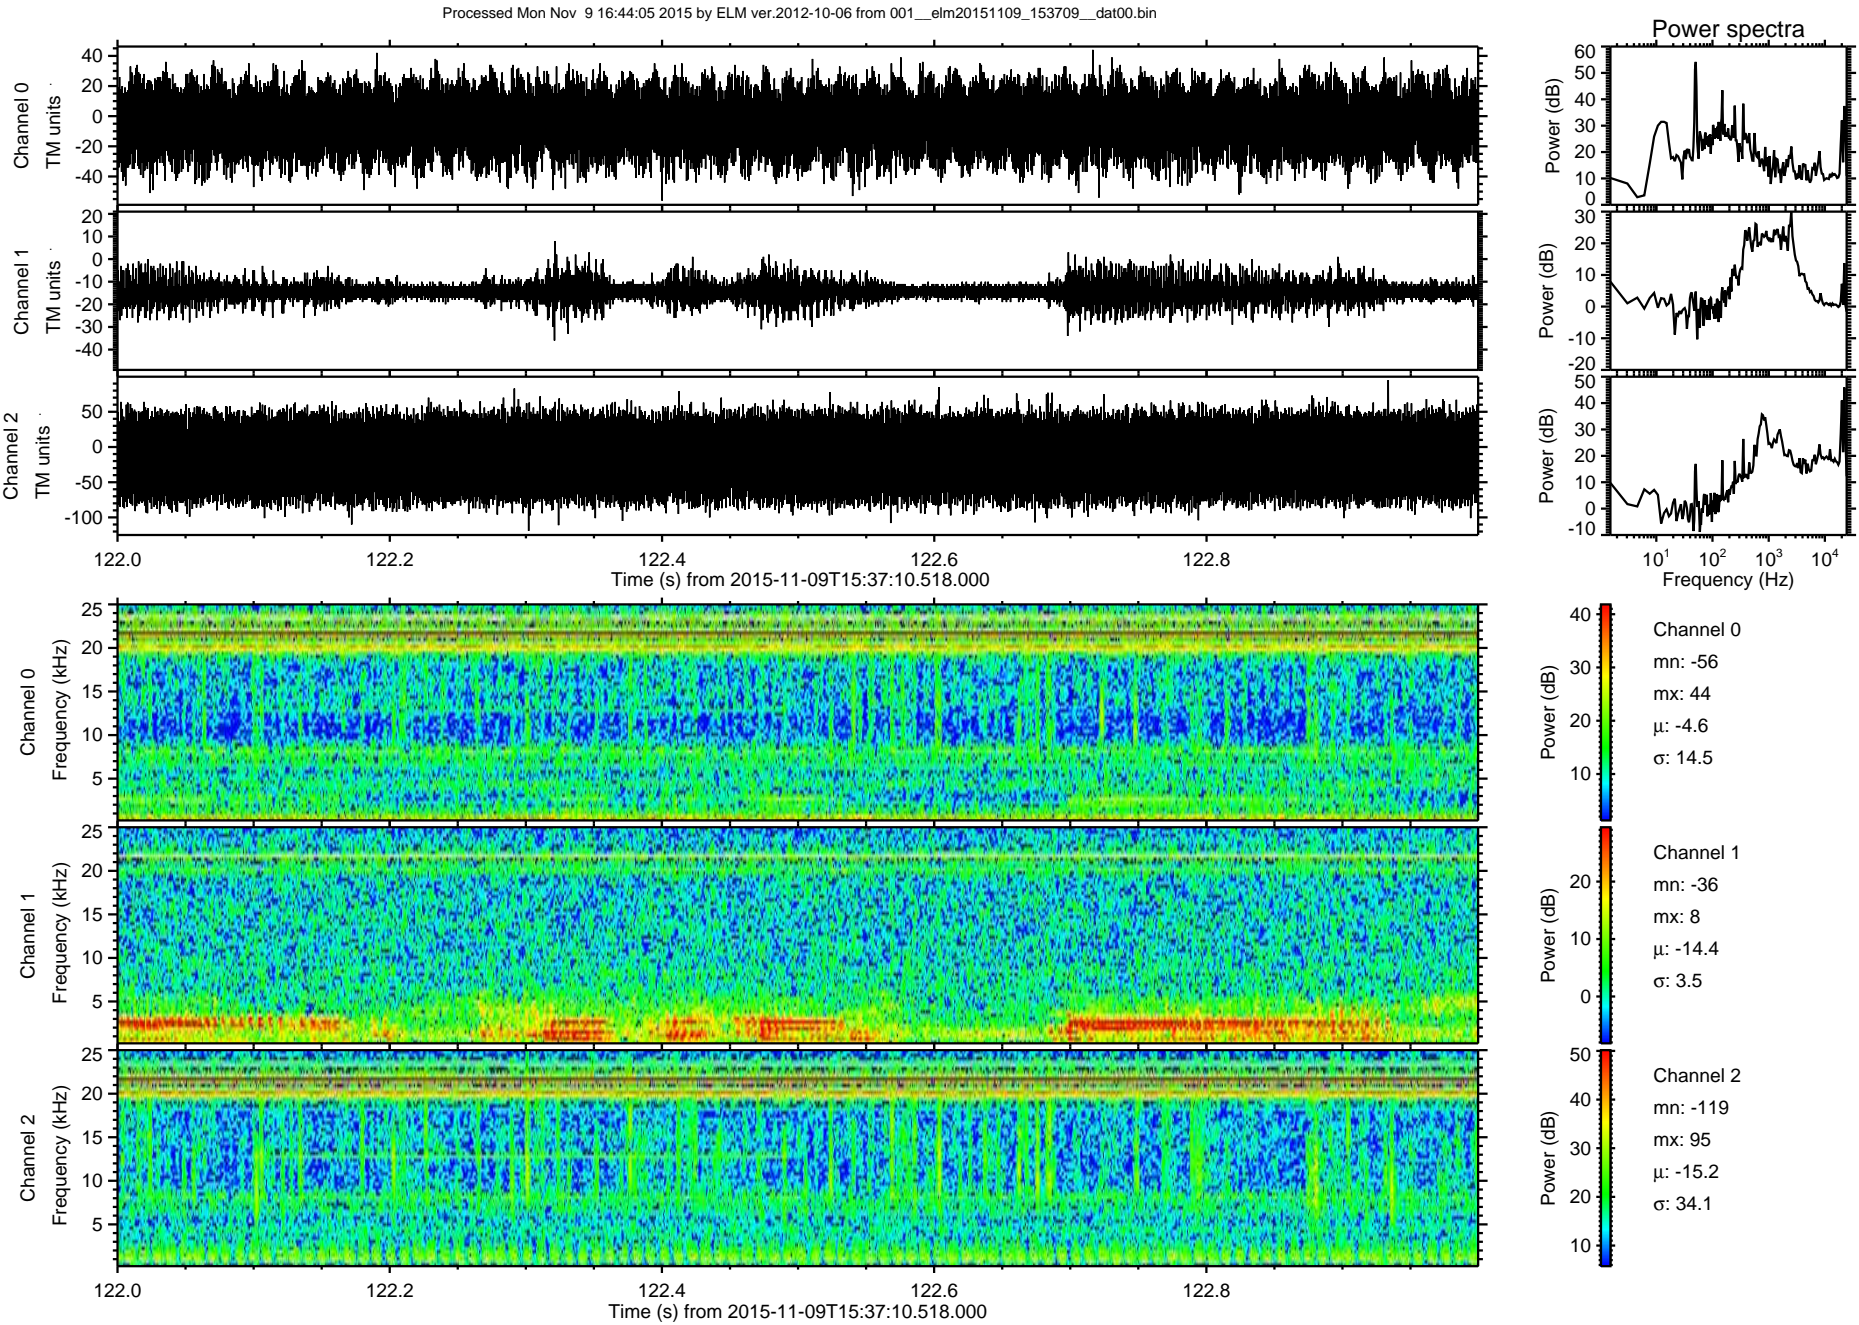 Processed Mon Nov  9 16:44:05 2015 by ELM ver.2012-10-06 from 001__elm20151109_153709__dat00.bin
Power spectra
Channel 0
TM units
40
20
0
-20
-40
Power (dB)
60
50
40
30
20
10
0
Channel 1
TM units
20
10
0
-10
-20
-30
-40
Power (dB)
30
20
10
0
-10
-20
Channel 2
TM units
50
0
-50
-100
Power (dB)
50
40
30
20
10
0
-10
122.0 122.2 122.4 122.6 122.8
Time (s) from 2015-11-09T15:37:10.518.000
10^1 10^2 10^3 10^4
Frequency (Hz)
Channel 0
Frequency (kHz)
25
20
15
10
5
Power (dB)
40
30
20
10
Channel 0
mn: -56
mx: 44
μ: -4.6
σ: 14.5
Channel 1
Frequency (kHz)
25
20
15
10
5
Power (dB)
20
10
0
Channel 1
mn: -36
mx: 8
μ: -14.4
σ: 3.5
Channel 2
Frequency (kHz)
25
20
15
10
5
Power (dB)
50
40
30
20
10
Channel 2
mn: -119
mx: 95
μ: -15.2
σ: 34.1
122.0 122.2 122.4 122.6 122.8
Time (s) from 2015-11-09T15:37:10.518.000